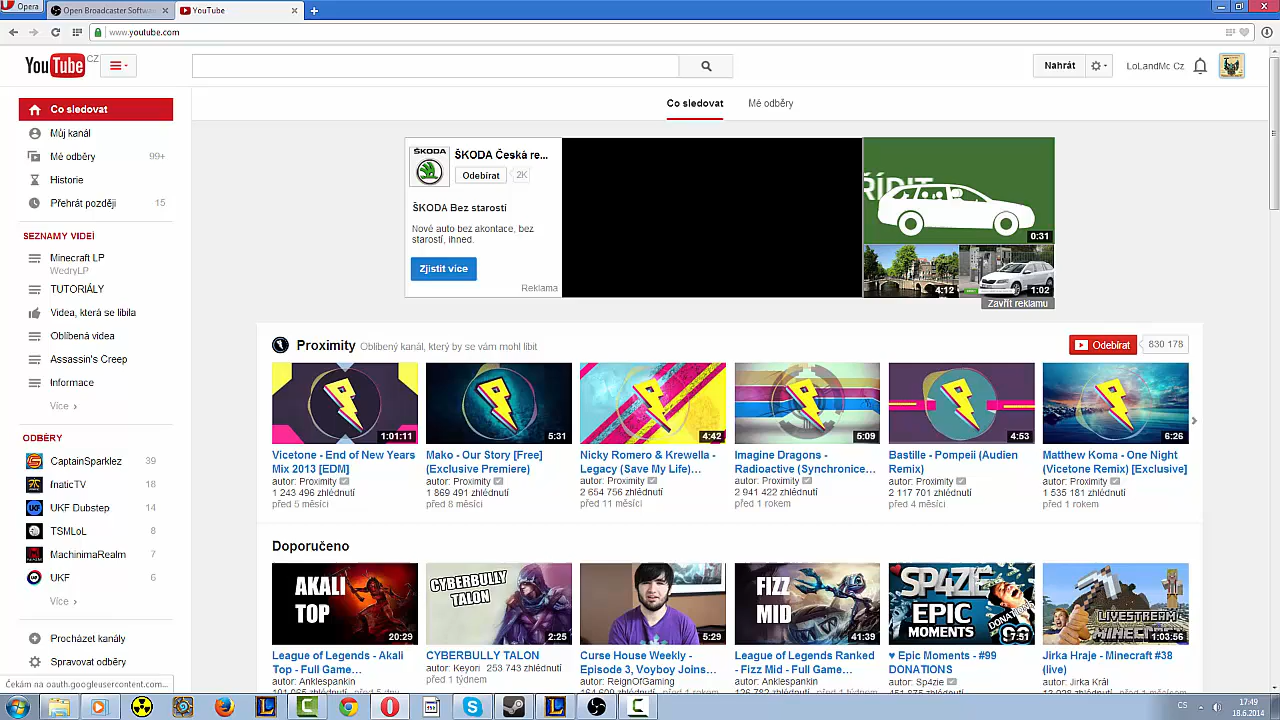 Opera
Open Broadcaster Softwa...
YouTube
www.youtube.com
YouTube CZ
Nahrát
LoLandMc Cz
Co sledovat
Mé odběry
Co sledovat
Můj kanál
Mé odběry 99+
Historie
Přehrát později 15
SEZNAMY VIDEÍ
Minecraft LP
WedryLP
TUTORIÁLY
Videa, která se líbila
Oblíbená videa
Assassin's Creep
Informace
Více ›
ODBĚRY
CaptainSparklez 39
fnaticTV 18
UKF Dubstep 14
TSMLoL 8
MachinimaRealm 7
UKF 6
Více ›
Procházet kanály
Spravovat odběry
Čekám na oauth.googleusercontent.com...
ŠKODA
ŠKODA Česká re...
Odebírat 2K
ŠKODA Bez starostí
Nové auto bez akontace, bez
starostí, ihned.
Zjistit více
Reklama
ŘÍDIT
0:31
4:12
1:02
Zavřít reklamu
Proximity Oblíbený kanál, který by se vám mohl líbit
Odebírat 830 178
1:01:11
5:31
4:42
5:09
4:53
6:26
Vicetone - End of New Years
Mix 2013 [EDM]
autor: Proximity
1 243 496 zhlédnutí
před 5 měsíci
Mako - Our Story [Free]
(Exclusive Premiere)
autor: Proximity
1 869 491 zhlédnutí
před 8 měsíci
Nicky Romero & Krewella -
Legacy (Save My Life)...
autor: Proximity
2 654 756 zhlédnutí
před 11 měsíci
Imagine Dragons -
Radioactive (Synchronice...
autor: Proximity
2 941 422 zhlédnutí
před 1 rokem
Bastille - Pompeii (Audien
Remix)
autor: Proximity
2 117 701 zhlédnutí
před 4 měsíci
Matthew Koma - One Night
(Vicetone Remix) [Exclusive]
autor: Proximity
1 535 181 zhlédnutí
před 1 rokem
Doporučeno
AKALI
TOP
20:29
CYBERBULLY
TALON
2:25
5:29
FIZZ
MID
41:39
SP4ZIE
EPIC
MOMENTS
DONATIONS
17:51
LIVESTREAM
MINECRAFT
1:03:56
League of Legends - Akali
Top - Full Game...
autor: Anklespankin
CYBERBULLY TALON
autor: Keyori 253 743 zhlédnutí
před 1 týdnem
Curse House Weekly -
Episode 3, Voyboy Joins...
autor: ReignOfGaming
League of Legends Ranked
- Fizz Mid - Full Game...
autor: Anklespankin
♥ Epic Moments - #99
DONATIONS
autor: Sp4zie
Jirka Hraje - Minecraft #38
(live)
autor: Jirka Král
CS
17:49
18.6.2014